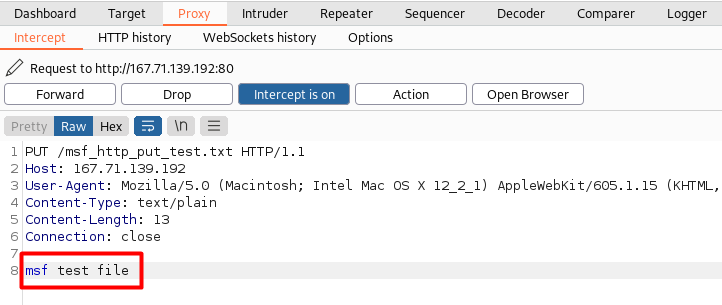 Dashboard Target Proxy Intruder Repeater Sequencer Decoder Comparer Logger
Intercept HTTP history WebSockets history Options
Request to http://167.71.139.192:80
Forward Drop Intercept is on Action Open Browser
Pretty Raw Hex \n
1 PUT /msf_http_put_test.txt HTTP/1.1
2 Host: 167.71.139.192
3 User-Agent: Mozilla/5.0 (Macintosh; Intel Mac OS X 12_2_1) AppleWebKit/605.1.15 (KHTML,
4 Content-Type: text/plain
5 Content-Length: 13
6 Connection: close
7
8 msf test file